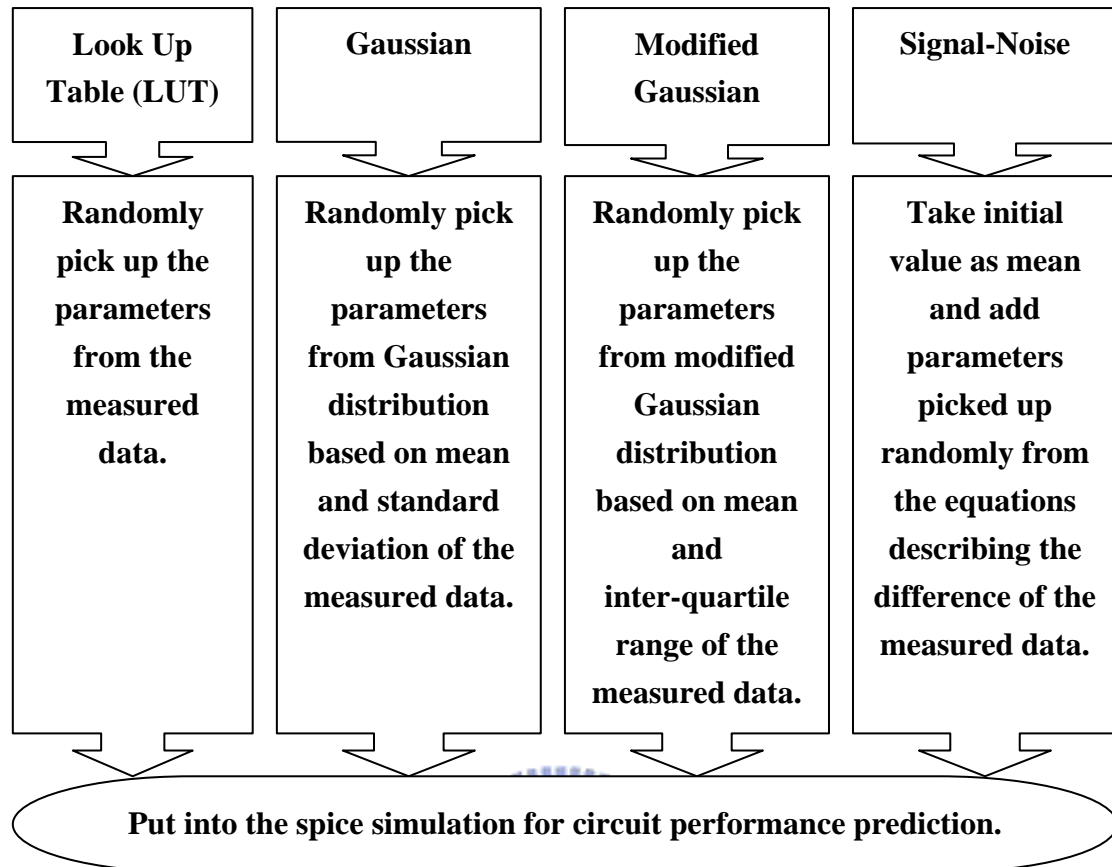 Look Up
Table (LUT)
Gaussian
Modified
Gaussian
Signal-Noise
Randomly
pick up the
parameters
from the
measured
data.
Randomly pick
up the
parameters
from Gaussian
distribution
based on mean
and standard
deviation of the
measured data.
Randomly pick
up the
parameters
from modified
Gaussian
distribution
based on mean
and
inter-quartile
range of the
measured data.
Take initial
value as mean
and add
parameters
picked up
randomly from
the equations
describing the
difference of the
measured data.
Put into the spice simulation for circuit performance prediction.